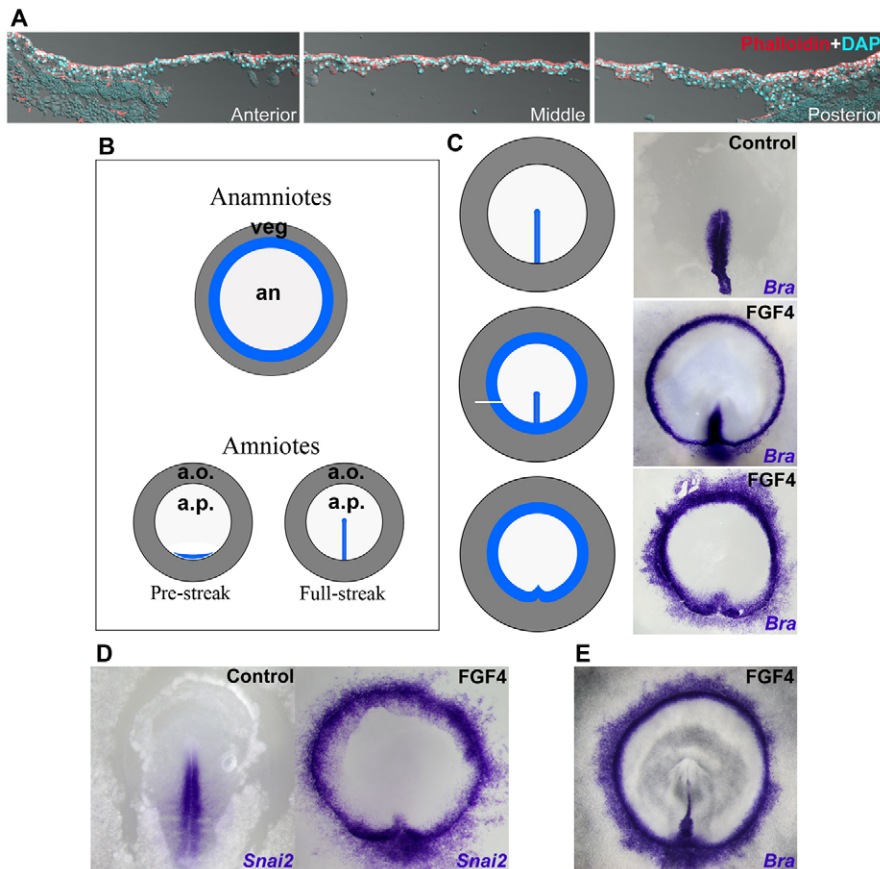 A
Phalloidin+DAP
Anterior
Middle
Posterior
B
Anamniotes
veg
an
Amniotes
a.o.
a.p.
a.o.
a.p.
Pre-streak
Full-streak
C
Control
Bra
FGF4
Bra
FGF4
Bra
D
Control
Snai2
FGF4
Snai2
E
FGF4
Bra